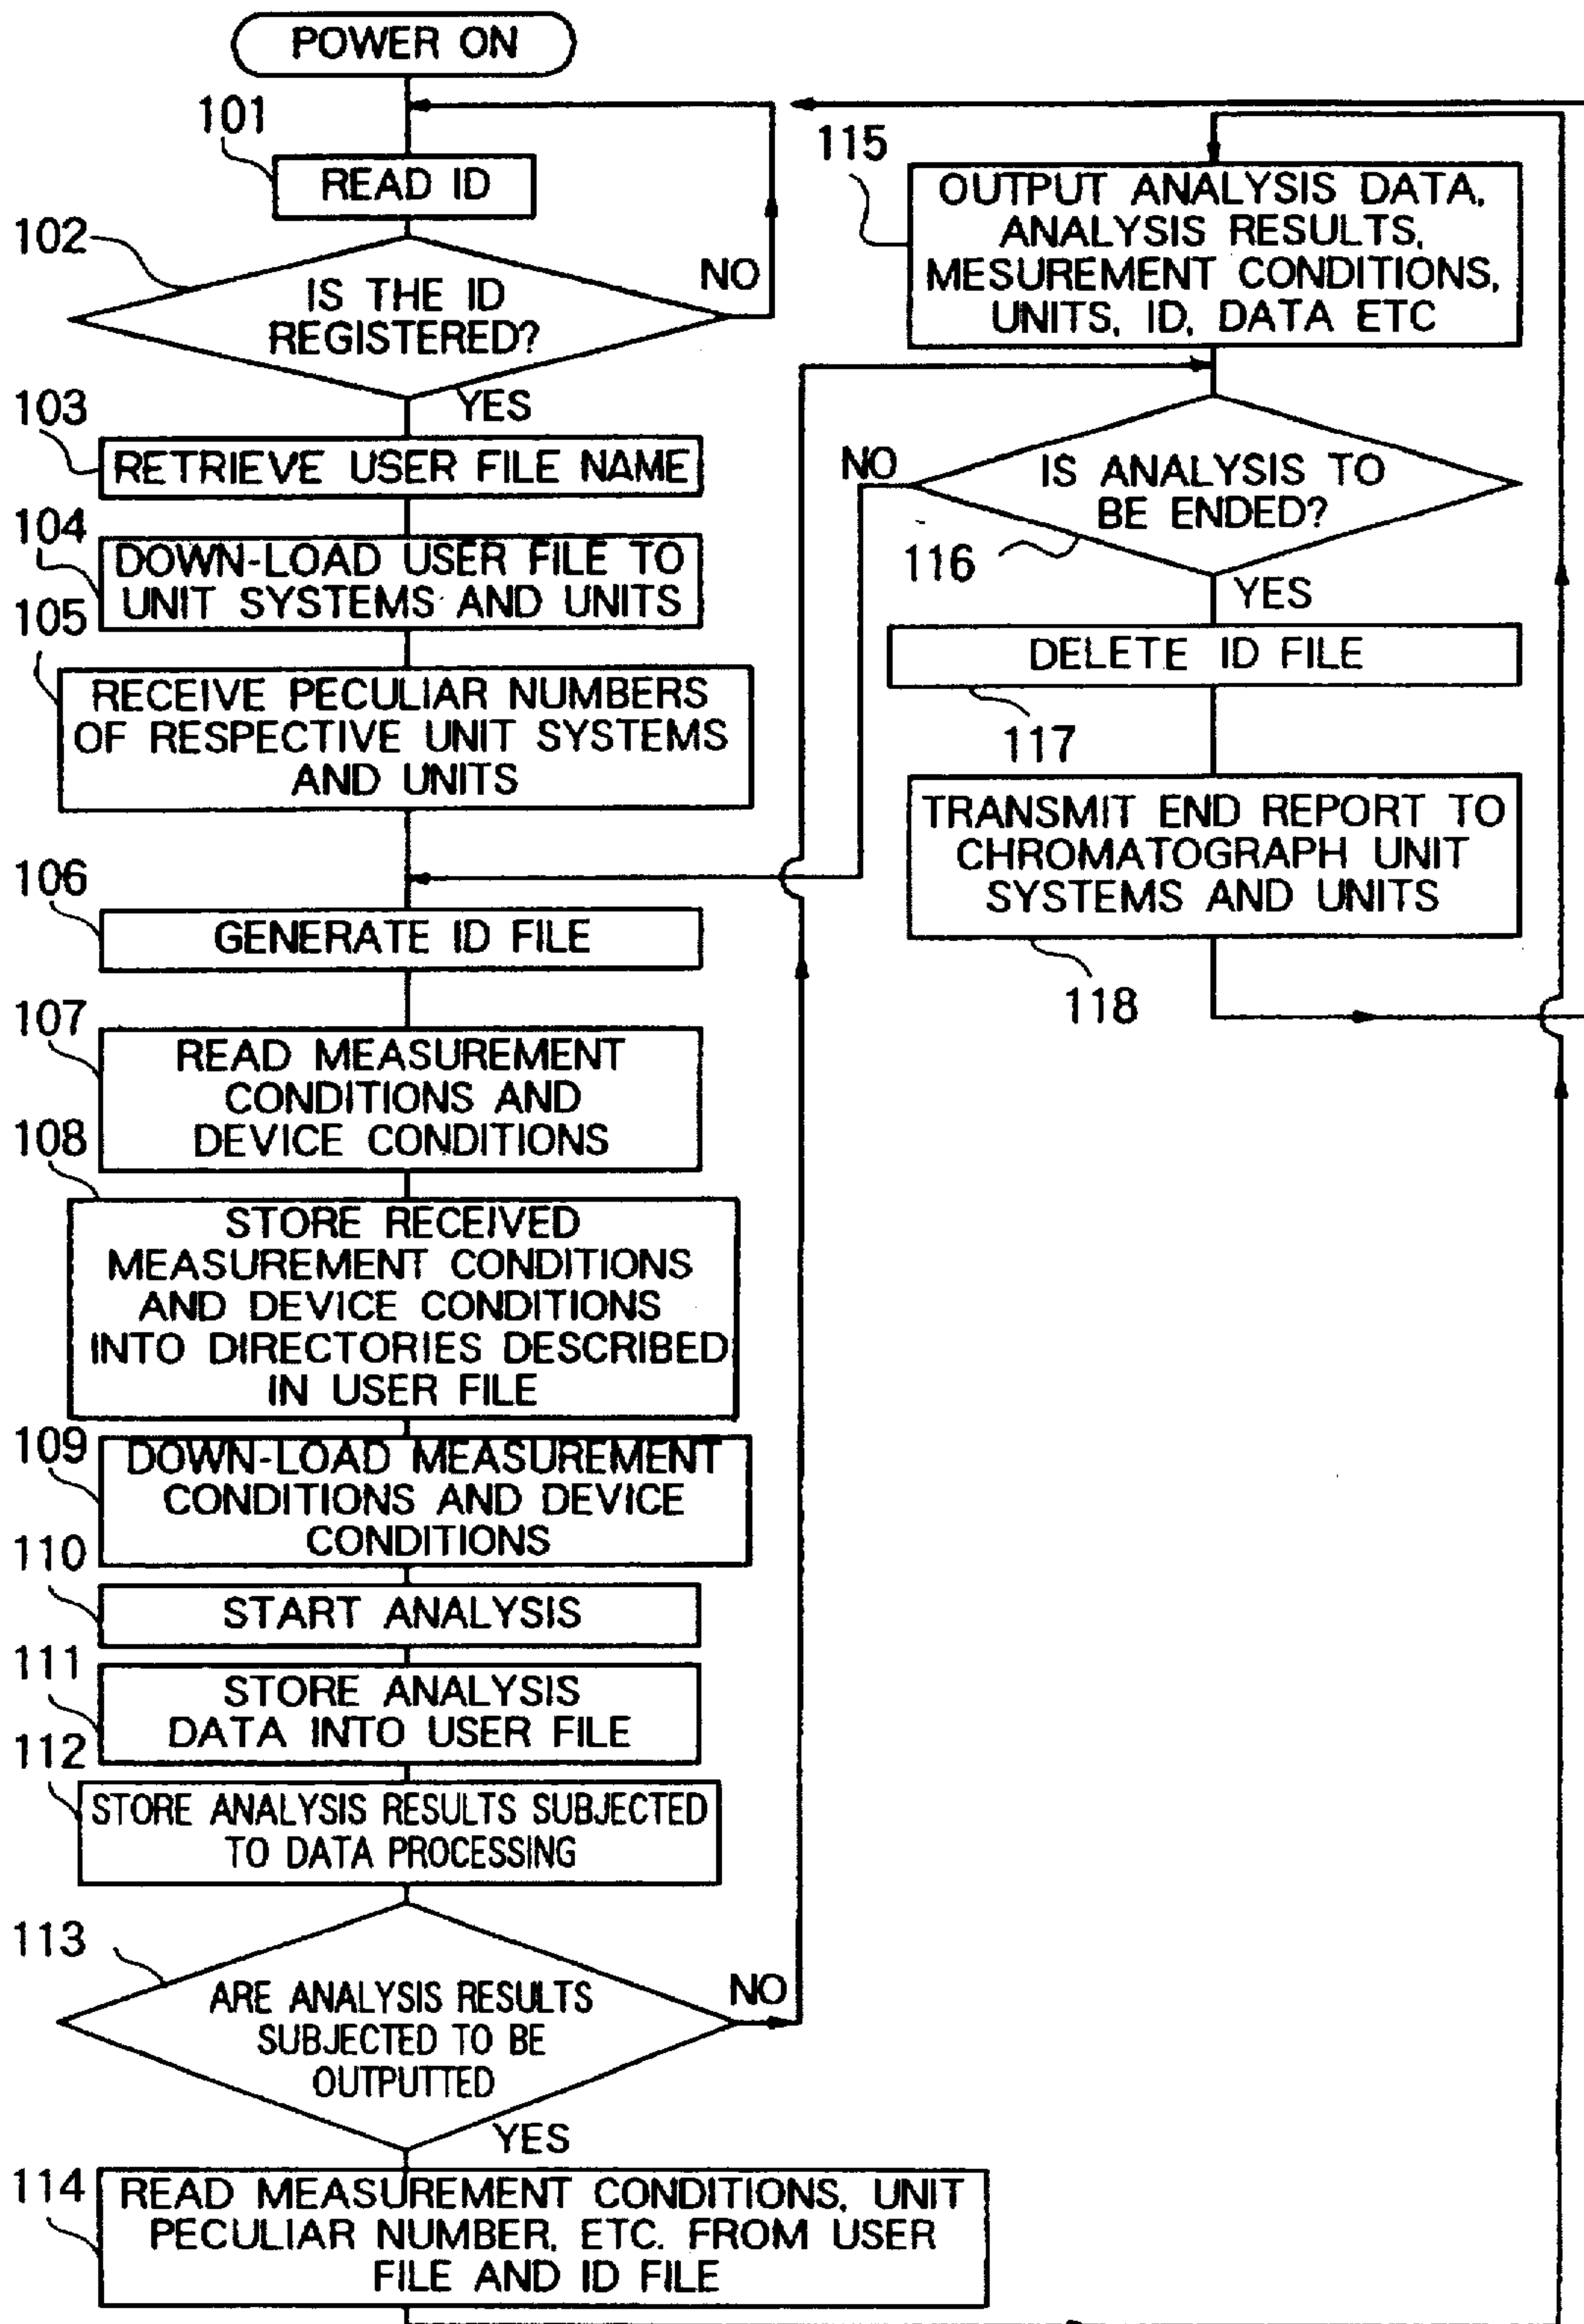 POWER ON
101
READ ID
102
IS THE ID
REGISTERED?
NO
YES
103
RETRIEVE USER FILE NAME
104
DOWN-LOAD USER FILE TO
UNIT SYSTEMS AND UNITS
105
RECEIVE PECULIAR NUMBERS
OF RESPECTIVE UNIT SYSTEMS
AND UNITS
106
GENERATE ID FILE
107
READ MEASUREMENT
CONDITIONS AND
DEVICE CONDITIONS
108
STORE RECEIVED
MEASUREMENT CONDITIONS
AND DEVICE CONDITIONS
INTO DIRECTORIES DESCRIBED
IN USER FILE
109
DOWN-LOAD MEASUREMENT
CONDITIONS AND DEVICE
CONDITIONS
110
START ANALYSIS
111
STORE ANALYSIS
DATA INTO USER FILE
112
STORE ANALYSIS RESULTS SUBJECTED
TO DATA PROCESSING
113
ARE ANALYSIS RESULTS
SUBJECTED TO BE
OUTPUTTED
NO
YES
114
READ MEASUREMENT CONDITIONS, UNIT
PECULIAR NUMBER, ETC. FROM USER
FILE AND ID FILE
115
OUTPUT ANALYSIS DATA,
ANALYSIS RESULTS,
MESUREMENT CONDITIONS,
UNITS, ID, DATA ETC
NO
IS ANALYSIS TO
BE ENDED?
116
YES
DELETE ID FILE
117
TRANSMIT END REPORT TO
CHROMATOGRAPH UNIT
SYSTEMS AND UNITS
118